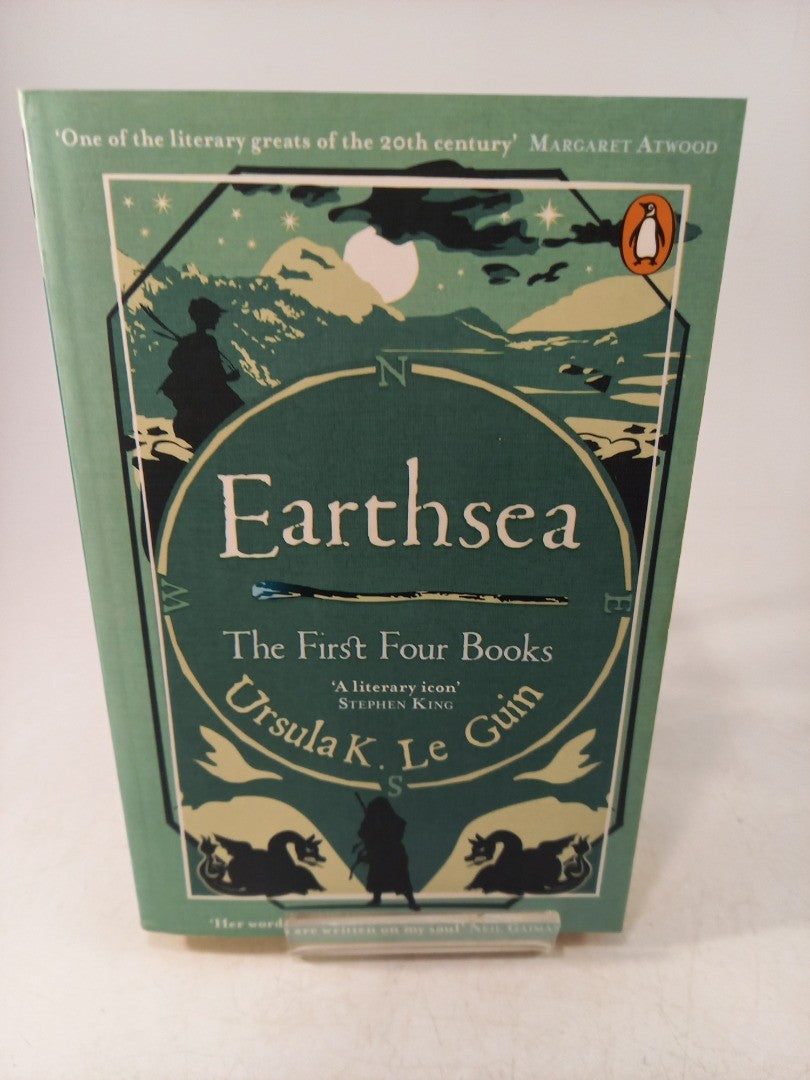 'One of the literary greats of the 20th century' MARGARET ATWOOD
N
Earthsea
W
E
The First Four Books
'A literary icon'
STEPHEN KING
Ursula K. Le Guin
S
'Her words are written on my soul' NEIL GAIMAN